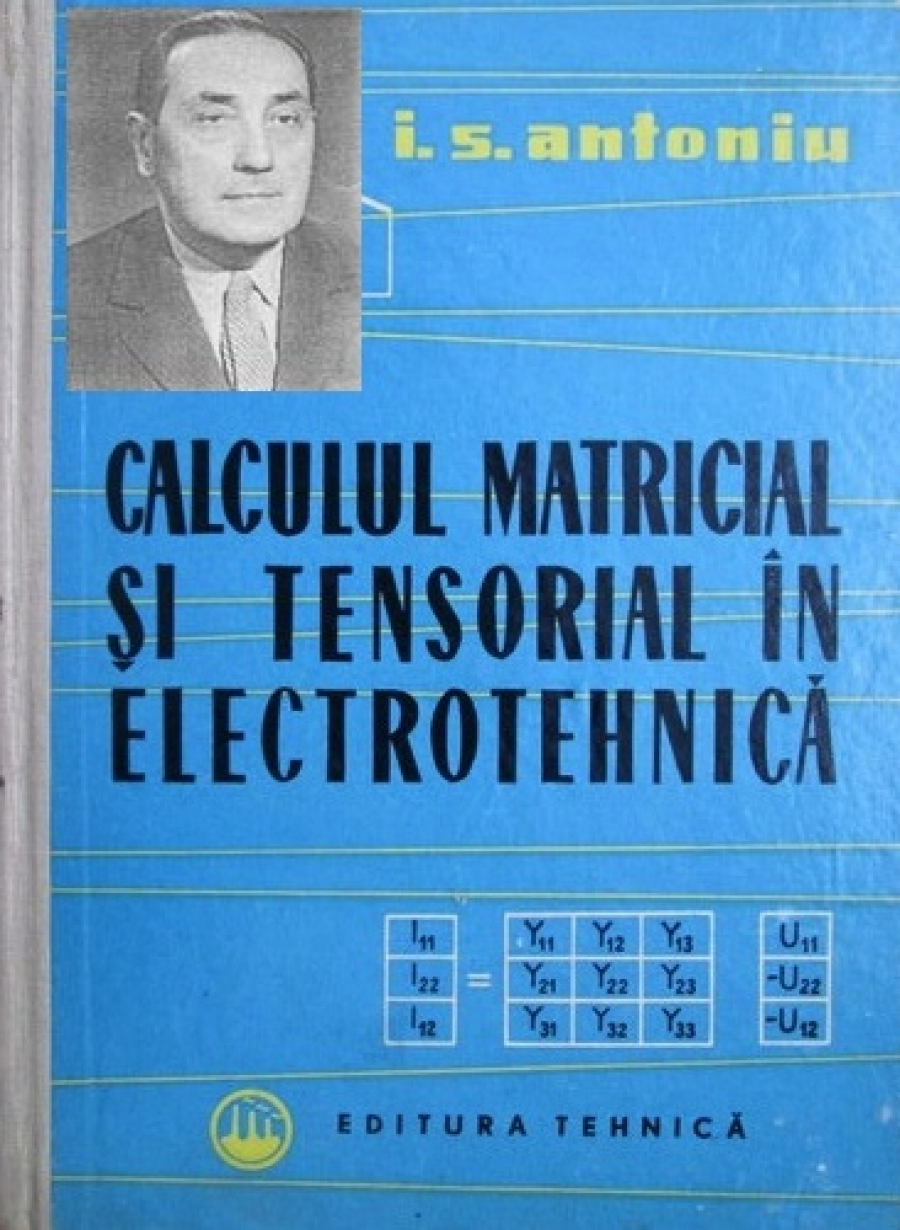 i. s. antoniu
CALCULUL MATRICIAL
ȘI TENSORIAL ÎN
ELECTROTEHNICĂ
I₁₁ Y₁₁ Y₁₂ Y₁₃ U₁₁
I₂₂ = Y₂₁ Y₂₂ Y₂₃ -U₂₂
I₁₂ Y₃₁ Y₃₂ Y₃₃ -U₁₂
EDITURA TEHNICĂ